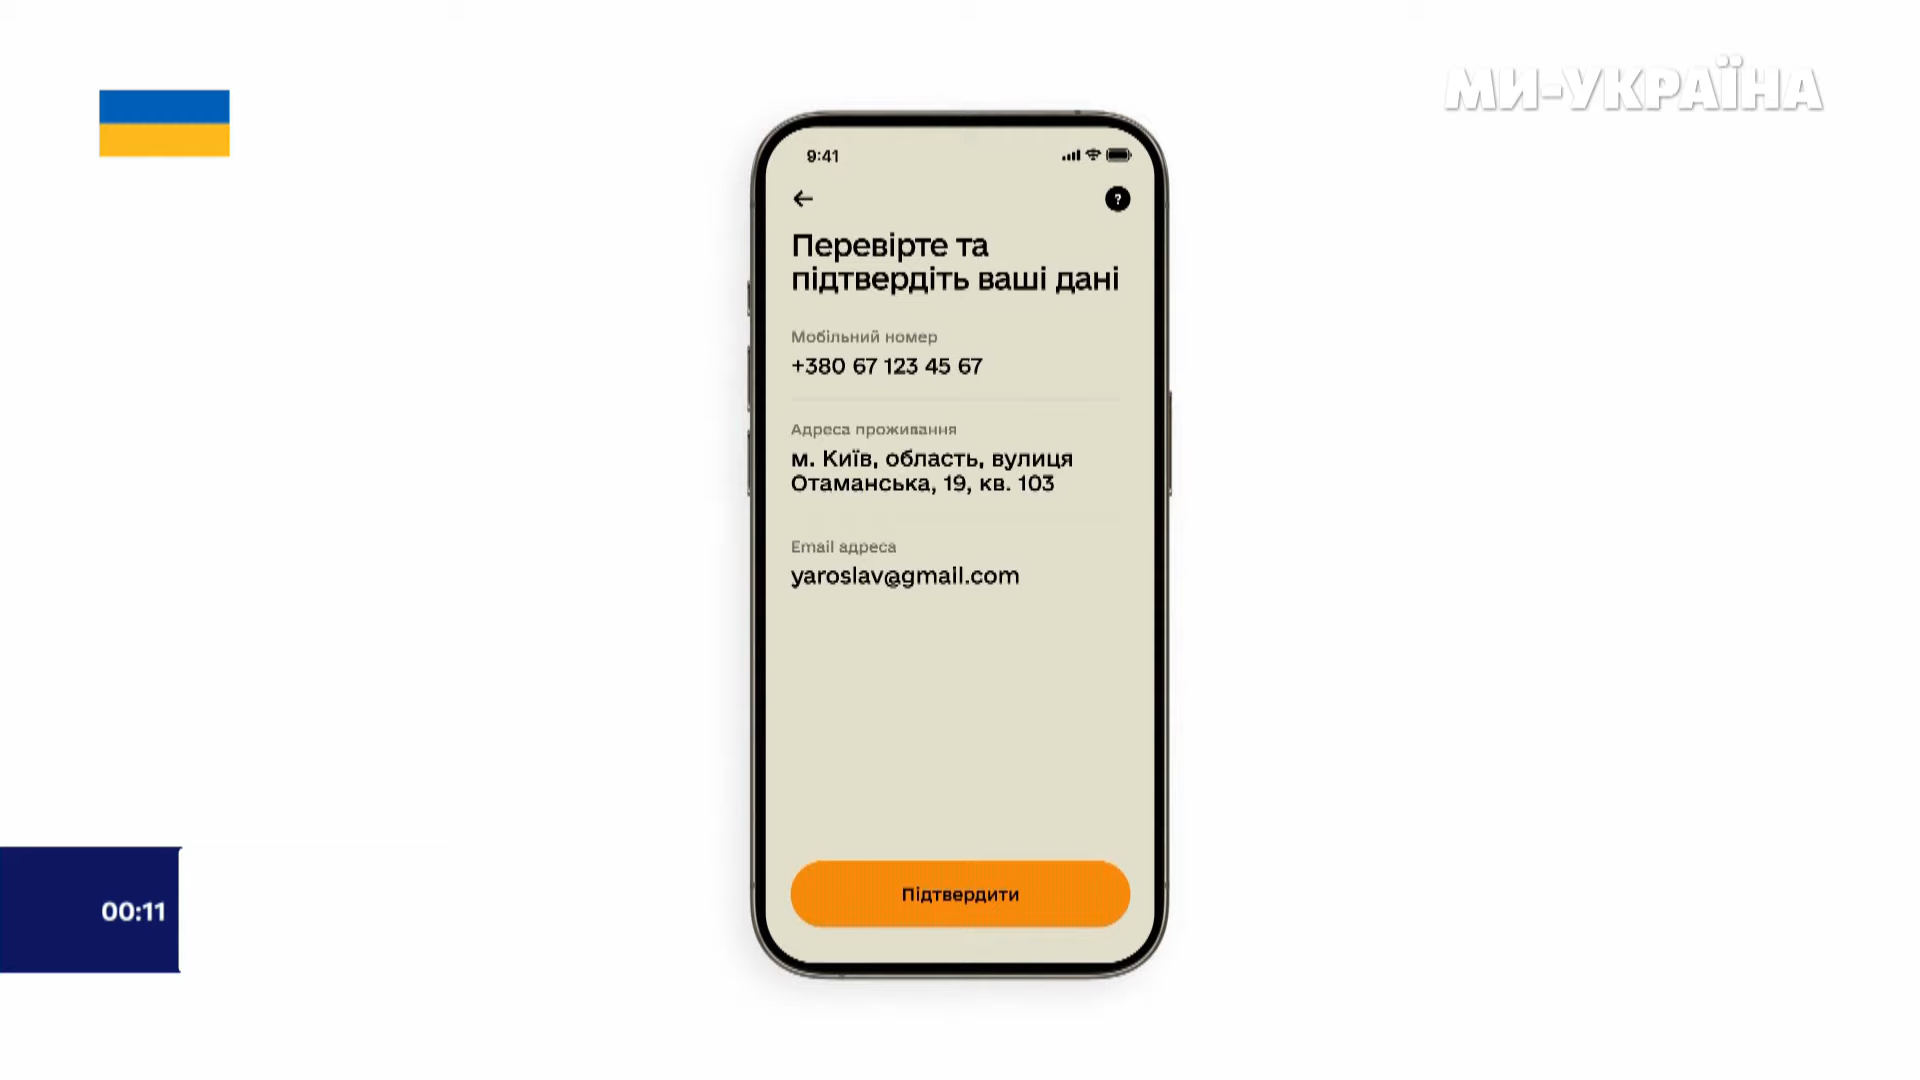 МИ-УКРАЇНА
9:41
?
Перевірте та
підтвердіть ваші дані
Мобільний номер
+380 67 123 45 67
Адреса проживання
м. Київ, область, вулиця
Отаманська, 19, кв. 103
Email адреса
yaroslav@gmail.com
Підтвердити
00:11